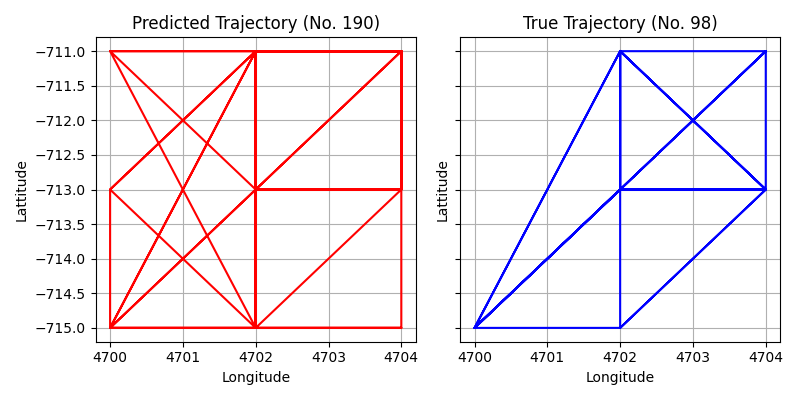 Predicted Trajectory (No. 190)
True Trajectory (No. 98)
−711.0
−711.5
−712.0
−712.5
−713.0
−713.5
−714.0
−714.5
−715.0
Lattitude
Lattitude
4700 4701 4702 4703 4704
4700 4701 4702 4703 4704
Longitude
Longitude